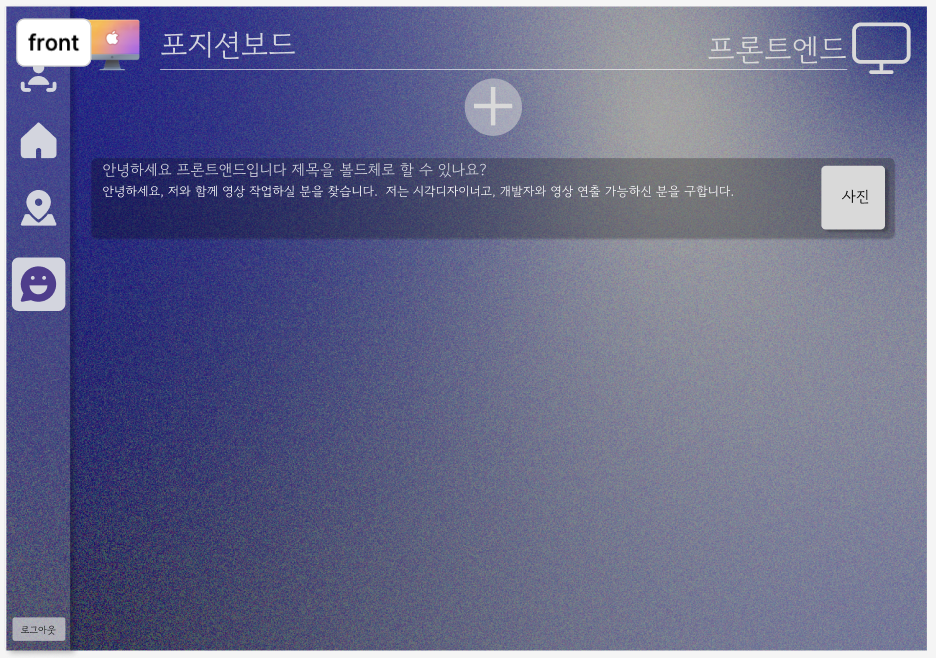 front
포지션보드
프론트엔드
안녕하세요 프론트앤드입니다 제목을 볼드체로 할 수 있나요?
안녕하세요, 저와 함께 영상 작업하실 분을 찾습니다. 저는 시각디자이너고, 개발자와 영상 연출 가능하신 분을 구합니다.
사진
로그아웃